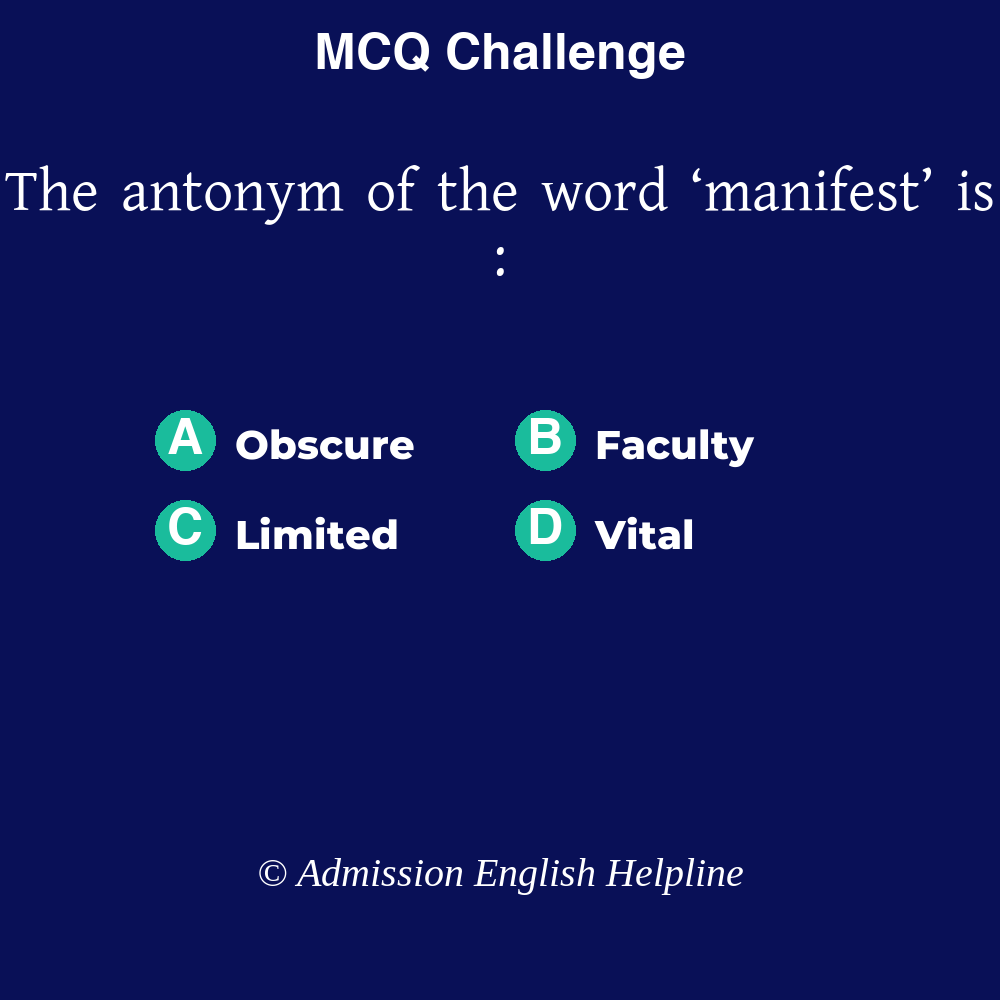 MCQ Challenge
The antonym of the word ‘manifest’ is
:
A Obscure
B Faculty
C Limited
D Vital
© Admission English Helpline